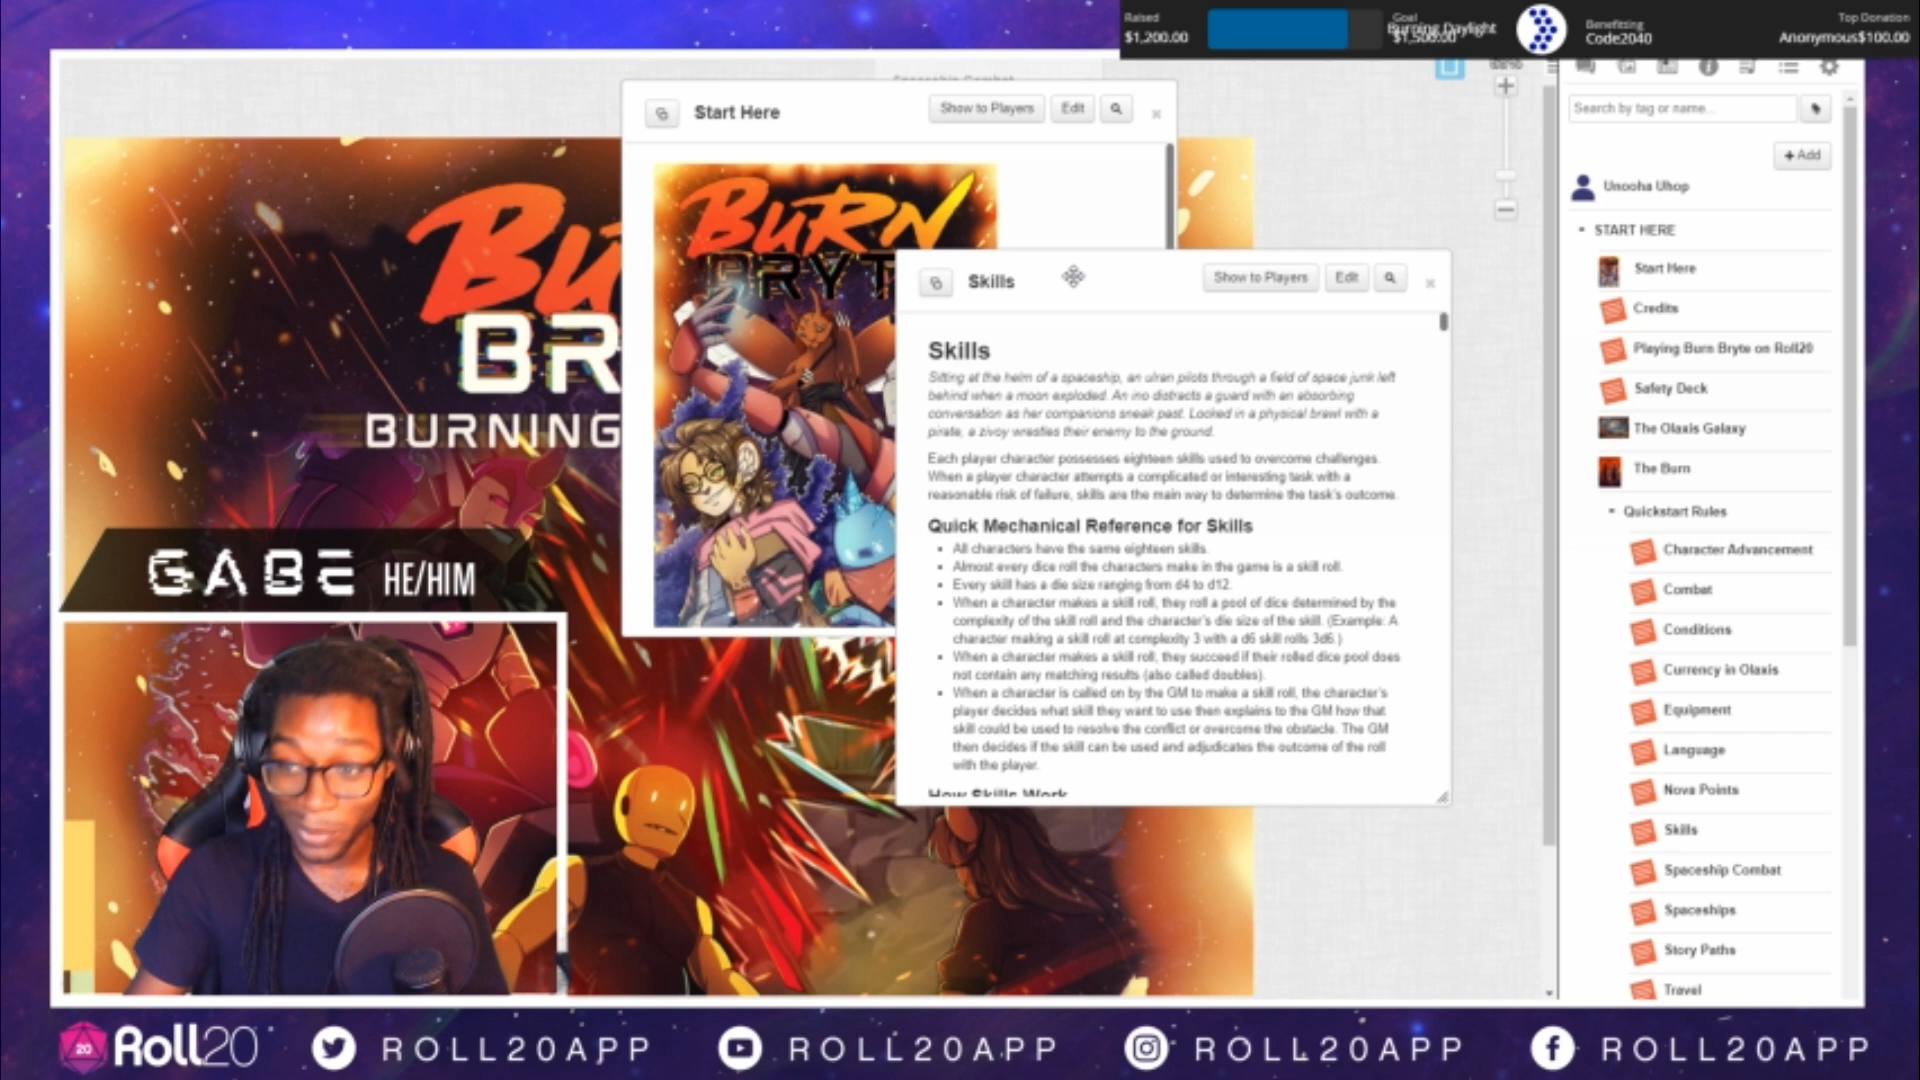 Raised
$1,200.00
Goal
$1,500.00
Burning Daylight
Benefitting
Code2040
Top Donation
Anonymous$100.00
Start Here
Show to Players
Edit
BURN
BRYT
BU
BR
BURNING
Skills
Show to Players
Edit
Skills
Sitting at the helm of a spaceship, an ulran pilots through a field of space junk left
behind when a moon exploded. An ino distracts a guard with an absorbing
conversation as her companions sneak past. Locked in a physical brawl with a
pirate, a zivoy wrestles their enemy to the ground.
Each player character possesses eighteen skills used to overcome challenges.
When a player character attempts a complicated or interesting task with a
reasonable risk of failure, skills are the main way to determine the task's outcome.
Quick Mechanical Reference for Skills
• All characters have the same eighteen skills.
• Almost every dice roll the characters make in the game is a skill roll.
• Every skill has a die size ranging from d4 to d12.
• When a character makes a skill roll, they roll a pool of dice determined by the
complexity of the skill roll and the character's die size of the skill. (Example: A
character making a skill roll at complexity 3 with a d6 skill rolls 3d6.)
• When a character makes a skill roll, they succeed if their rolled dice pool does
not contain any matching results (also called doubles).
• When a character is called on by the GM to make a skill roll, the character's
player decides what skill they want to use then explains to the GM how that
skill could be used to resolve the conflict or overcome the obstacle. The GM
then decides if the skill can be used and adjudicates the outcome of the roll
with the player.
How Skills Work
Search by tag or name...
+ Add
Unooha Uhop
START HERE
Start Here
Credits
Playing Burn Bryte on Roll20
Safety Deck
The Olaxis Galaxy
The Burn
Quickstart Rules
Character Advancement
Combat
Conditions
Currency in Olaxis
Equipment
Language
Nova Points
Skills
Spaceship Combat
Spaceships
Story Paths
Travel
GABE HE/HIM
20
Roll20
ROLL20APP
ROLL20APP
ROLL20APP
ROLL20APP